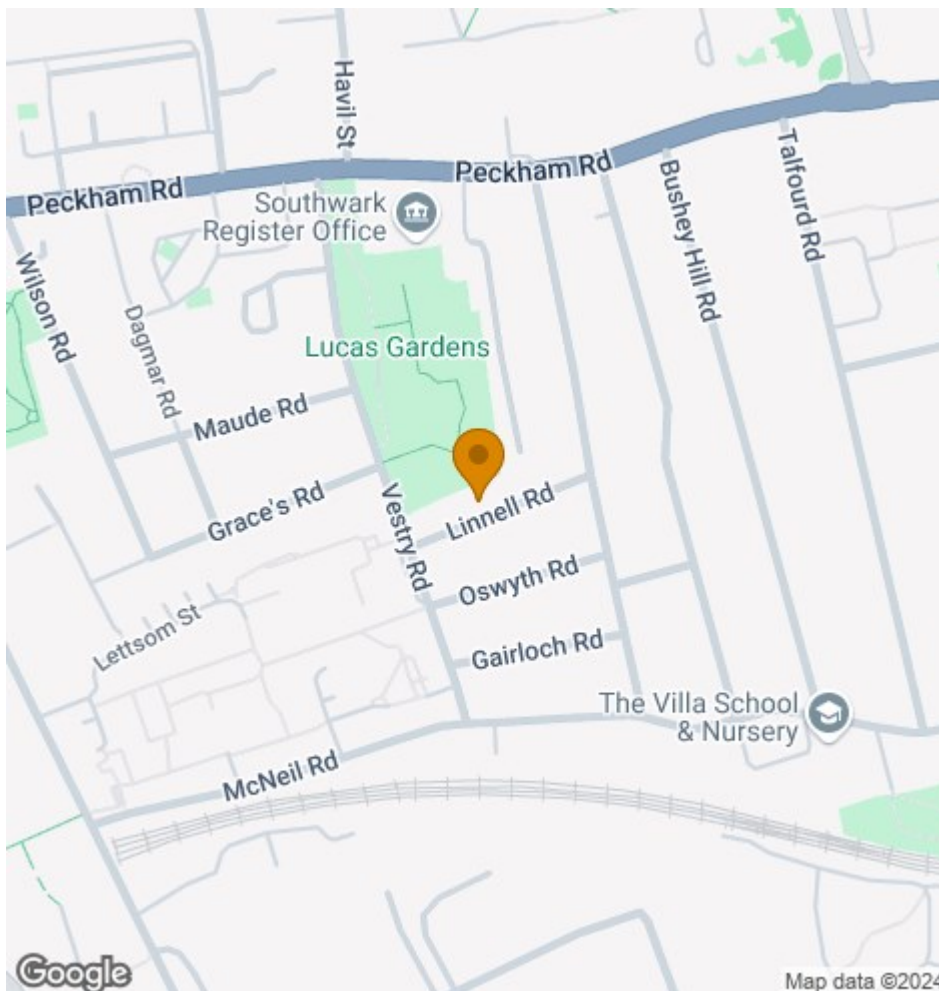 Havil St
Peckham Rd
Peckham Rd
Southwark
Register Office
Bushey Hill Rd
Talfourd Rd
Wilson Rd
Dagmar Rd
Lucas Gardens
Maude Rd
Grace's Rd
Vestry Rd
Linnell Rd
Oswyth Rd
Lettsom St
Gairloch Rd
The Villa School
& Nursery
McNeil Rd
Google
Map data ©2024